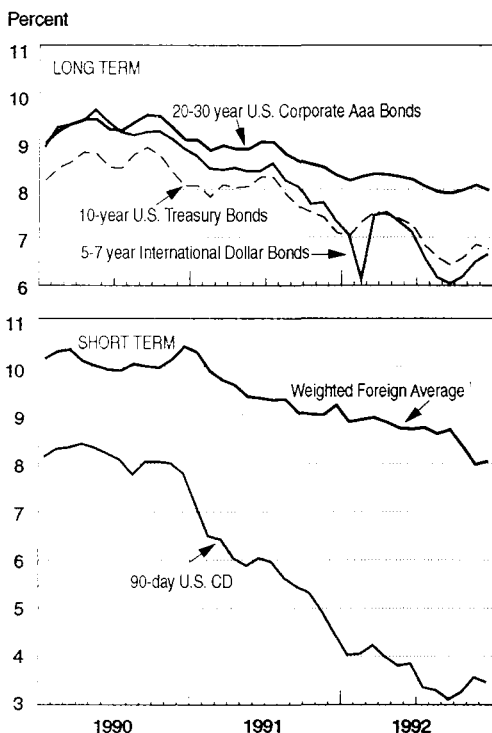 Percent
11
LONG TERM
10
20-30 year U.S. Corporate Aaa Bonds
9
8
10-year U.S. Treasury Bonds
7
5-7 year International Dollar Bonds
6
11
SHORT TERM
10
Weighted Foreign Average ¹
9
8
7
6
90-day U.S. CD
5
4
3
1990 1991 1992